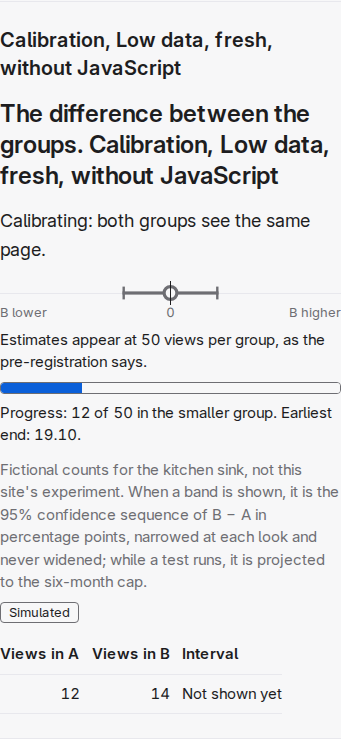 Calibration, Low data, fresh,
without JavaScript
The difference between the
groups. Calibration, Low data,
fresh, without JavaScript
Calibrating: both groups see the same
page.
B lower 0 B higher
Estimates appear at 50 views per group, as the
pre-registration says.
Progress: 12 of 50 in the smaller group. Earliest
end: 19.10.
Fictional counts for the kitchen sink, not this
site's experiment. When a band is shown, it is the
95% confidence sequence of B − A in
percentage points, narrowed at each look and
never widened; while a test runs, it is projected
to the six-month cap.
Simulated
Views in A Views in B Interval
12 14 Not shown yet